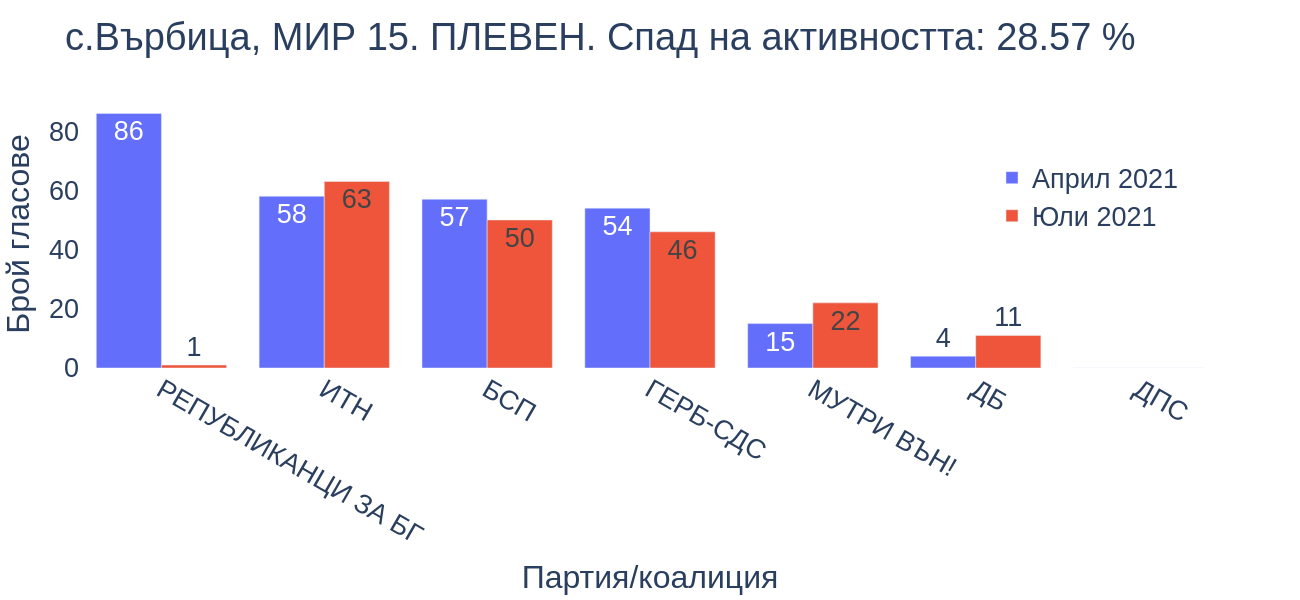 с.Върбица, МИР 15. ПЛЕВЕН. Спад на активността: 28.57 %
Брой гласове
80
60
40
20
0
86
1
58
63
57
50
54
46
15
22
4
11
Април 2021
Юли 2021
РЕПУБЛИКАНЦИ ЗА БГ
ИТН
БСП
ГЕРБ-СДС
МУТРИ ВЪН!
ДБ
ДПС
Партия/коалиция